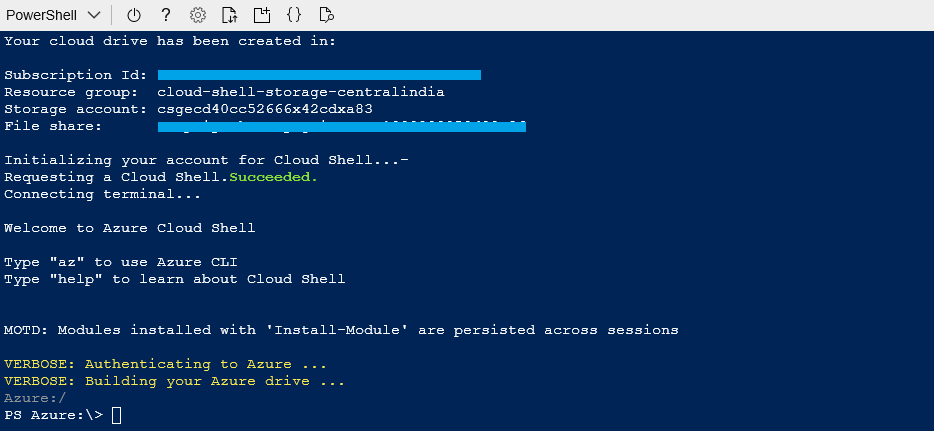 PowerShell ? {}
Your cloud drive has been created in:
Subscription Id:
Resource group: cloud-shell-storage-centralindia
Storage account: csgecd40cc52666x42cdxa83
File share:
Initializing your account for Cloud Shell...-
Requesting a Cloud Shell.Succeeded.
Connecting terminal...
Welcome to Azure Cloud Shell
Type "az" to use Azure CLI
Type "help" to learn about Cloud Shell
MOTD: Modules installed with 'Install-Module' are persisted across sessions
VERBOSE: Authenticating to Azure ...
VERBOSE: Building your Azure drive ...
Azure:/
PS Azure:\>